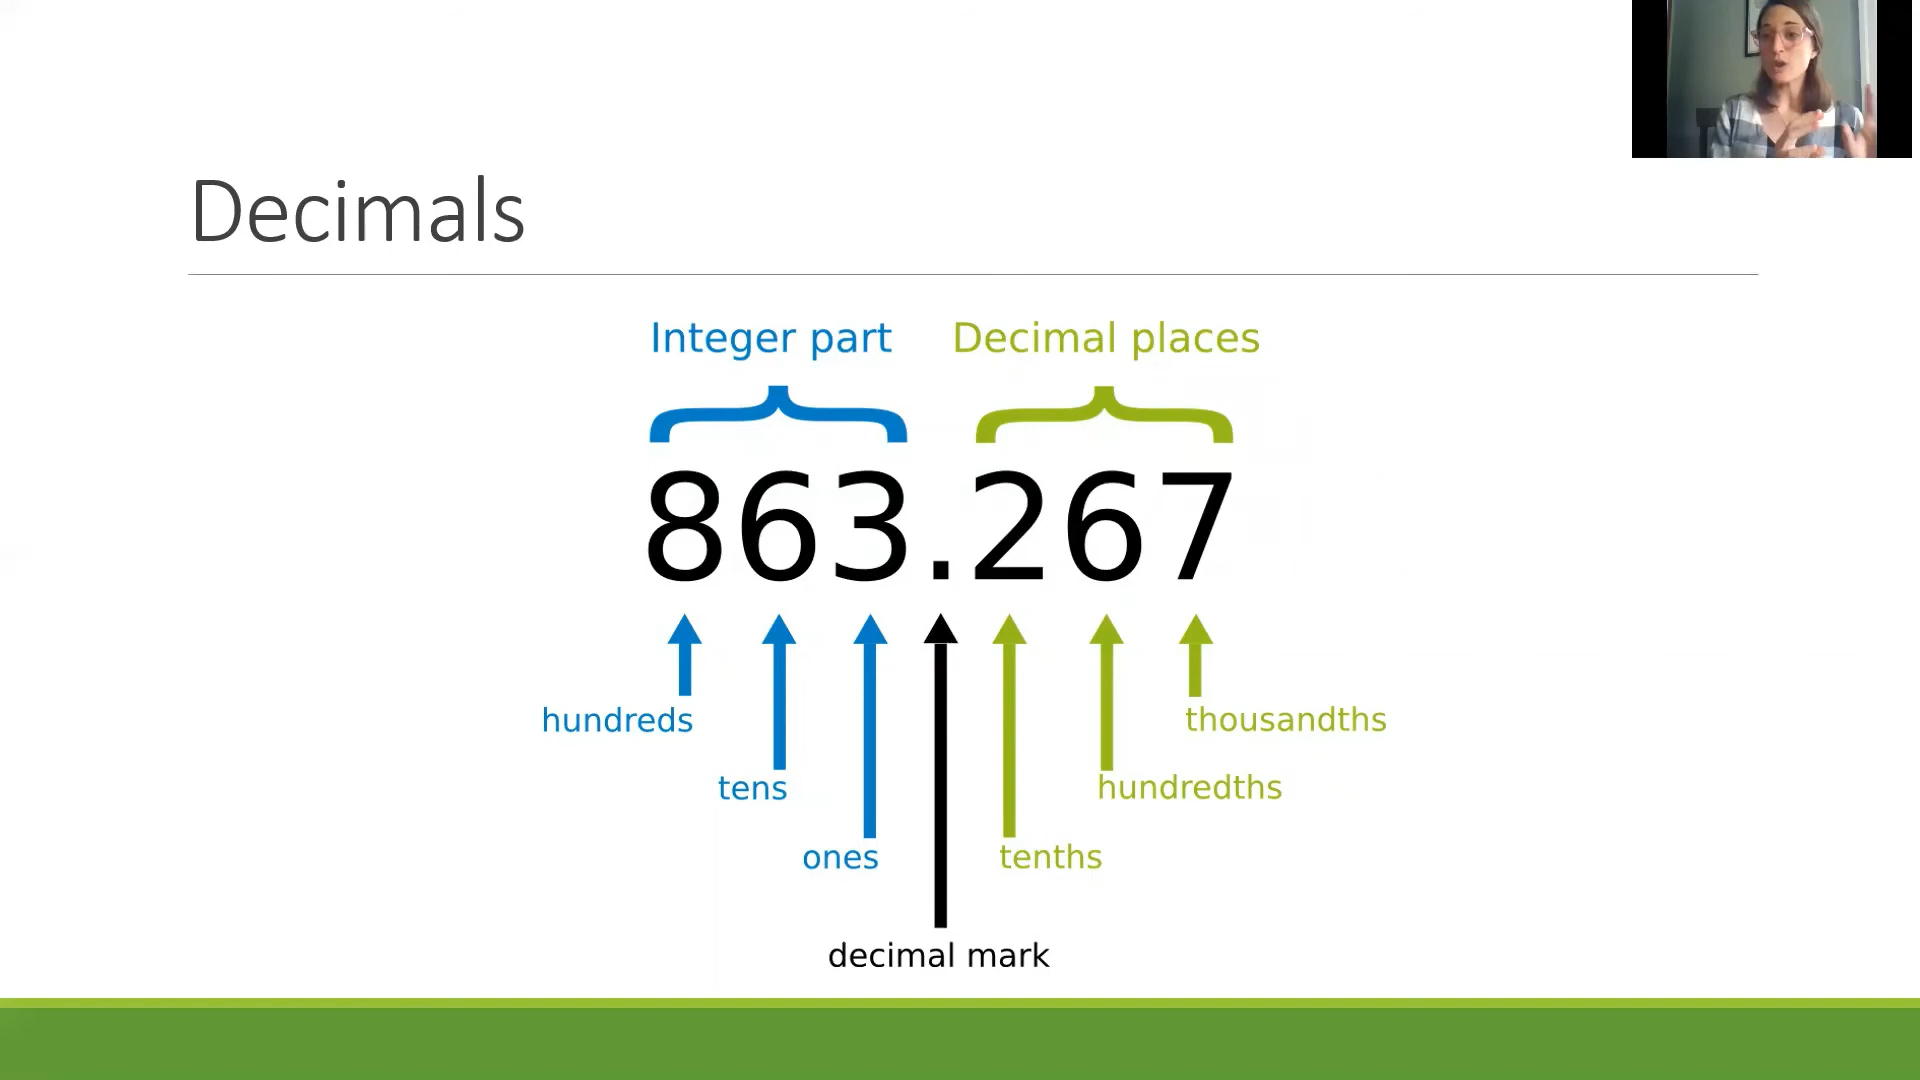 Decimals
Integer part Decimal places
863.267
hundreds thousandths
tens hundredths
ones tenths
decimal mark